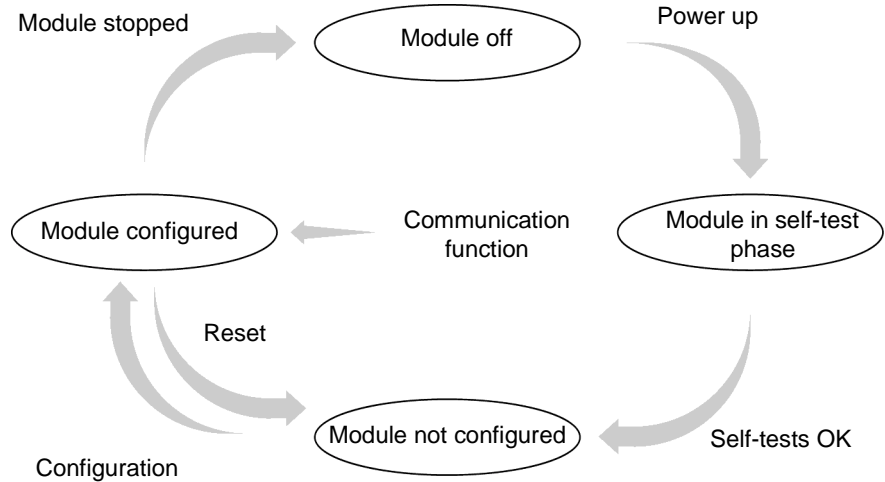 Module stopped
Module off
Power up
Module configured
Communication
function
Module in self-test
phase
Reset
Module not configured
Self-tests OK
Configuration